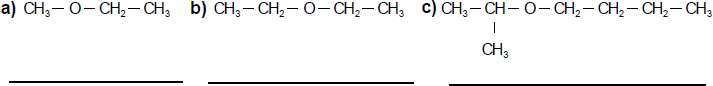 a) CH₃– O– CH₂– CH₃ b) CH₃– CH₂– O– CH₂– CH₃ c) CH₃– CH– O– CH₂– CH₂– CH₂– CH₃
|
CH₃